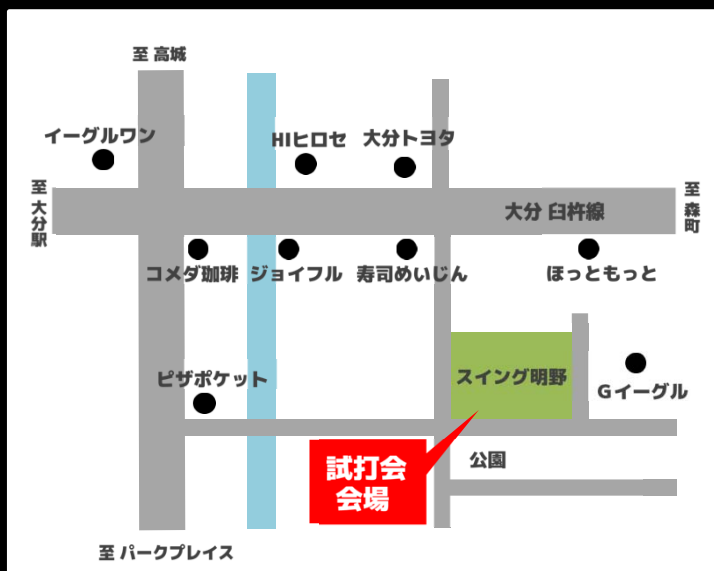 至 高城
イーグルワン
HIヒロセ
大分トヨタ
至 大分駅
大分 臼杵線
至 森町
コメダ珈琲
ジョイフル
寿司めいじん
ほっともっと
ピザポケット
スイング明野
Gイーグル
試打会
会場
公園
至 パークプレイス